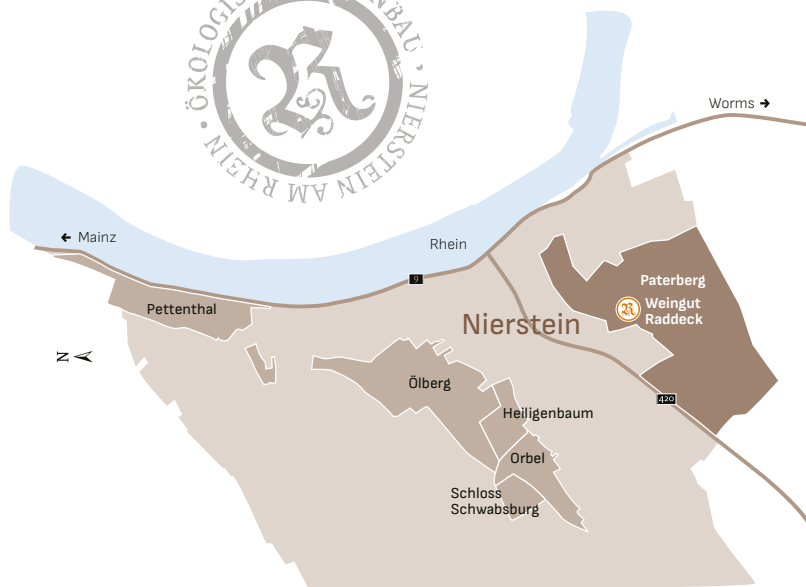 ÖKOLOGIS
NBAU • NIERSTEIN AM RHEIN •
R
Worms
Mainz
Rhein
9
Paterberg
R
Weingut
Raddeck
Pettenthal
Nierstein
N
Ölberg
420
Heiligenbaum
Orbel
Schloss
Schwabsburg